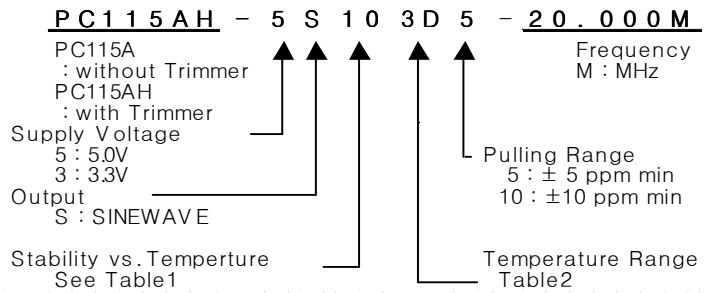 PC115AH - 5 S 10 3D 5 - 20.000M
PC115A
: without Trimmer
PC115AH
: with Trimmer
Frequency
M : MHz
Supply Voltage
5 : 5.0V
3 : 3.3V
Output
S : SINEWAVE
Pulling Range
5 : ± 5 ppm min
10 : ±10 ppm min
Stability vs. Temperture
See Table1
Temperature Range
Table2